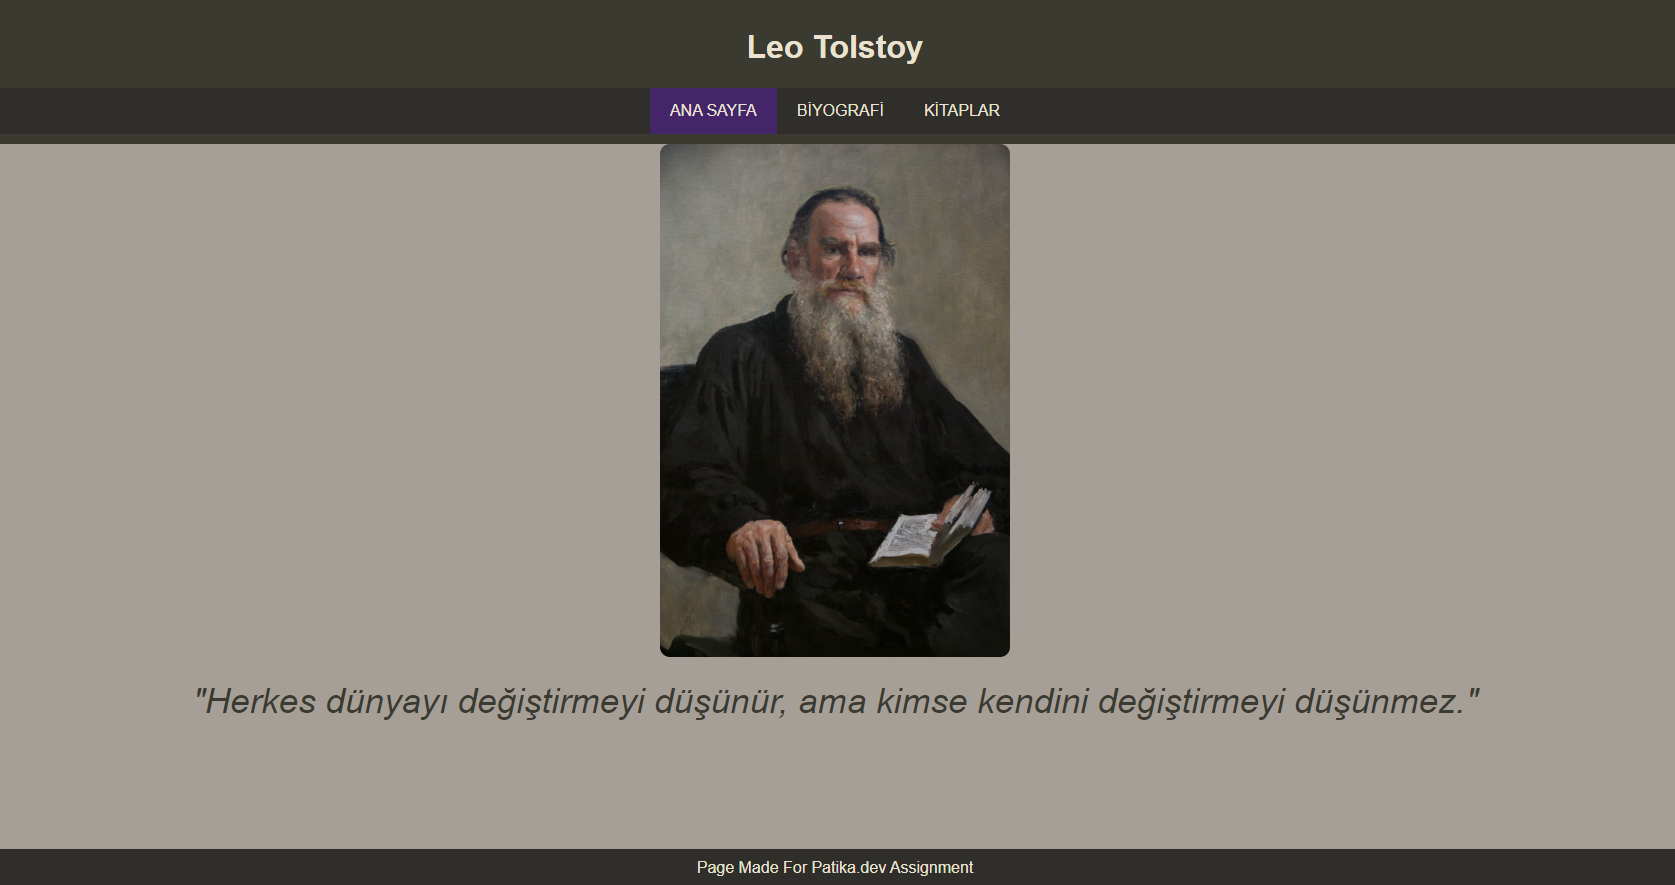 Leo Tolstoy
ANA SAYFA BİYOGRAFİ KİTAPLAR
"Herkes dünyayı değiştirmeyi düşünür, ama kimse kendini değiştirmeyi düşünmez."
Page Made For Patika.dev Assignment